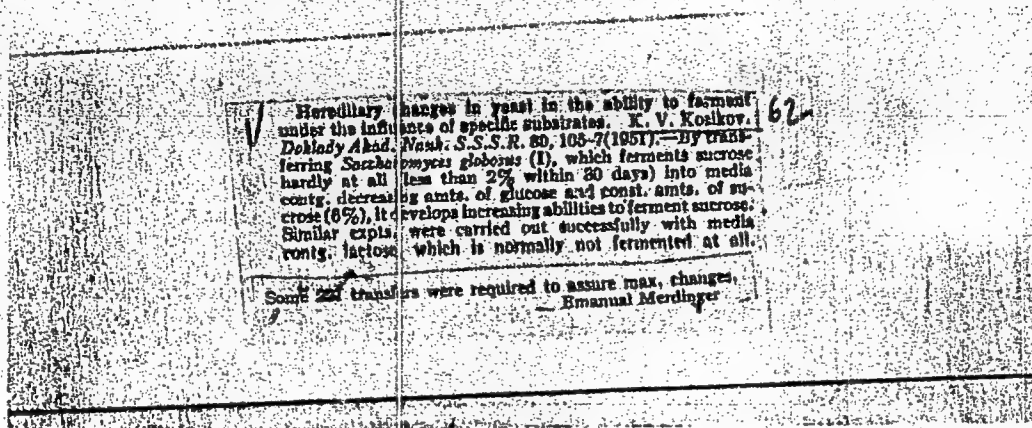 V Hereditary changes in yeast in the ability to ferment 62
under the influence of specific substrates. K. V. Kosikov.
Doklady Akad. Nauk. S.S.S.R. 80, 105-7(1951).—By trans-
ferring Saccharomyces globosus (I), which ferments sucrose
hardly at all (less than 2% within 30 days) into media
contg. decreasing amts. of glucose and const. amts. of su-
crose (6%), it develops increasing abilities to ferment sucrose.
Similar expts. were carried out successfully with media
contg. lactose which is normally not fermented at all.
Some transfers were required to assure max. changes.
Emanuel Merdinger